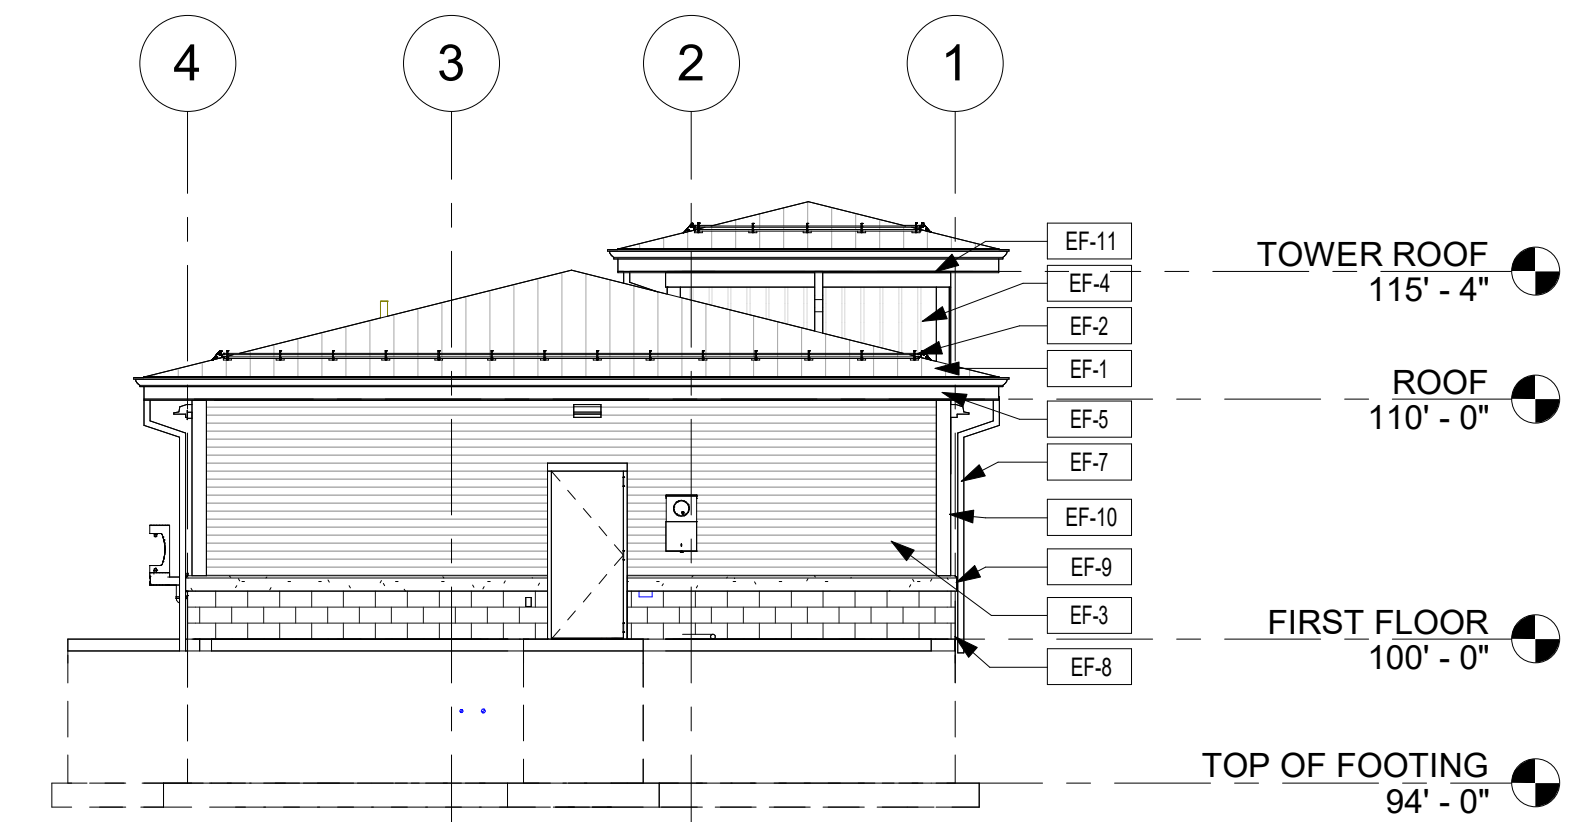 4
3
2
1
EF-11
EF-4
EF-2
EF-1
EF-5
EF-7
EF-10
EF-9
EF-3
EF-8
TOWER ROOF
115' - 4"
ROOF
110' - 0"
FIRST FLOOR
100' - 0"
TOP OF FOOTING
94' - 0"